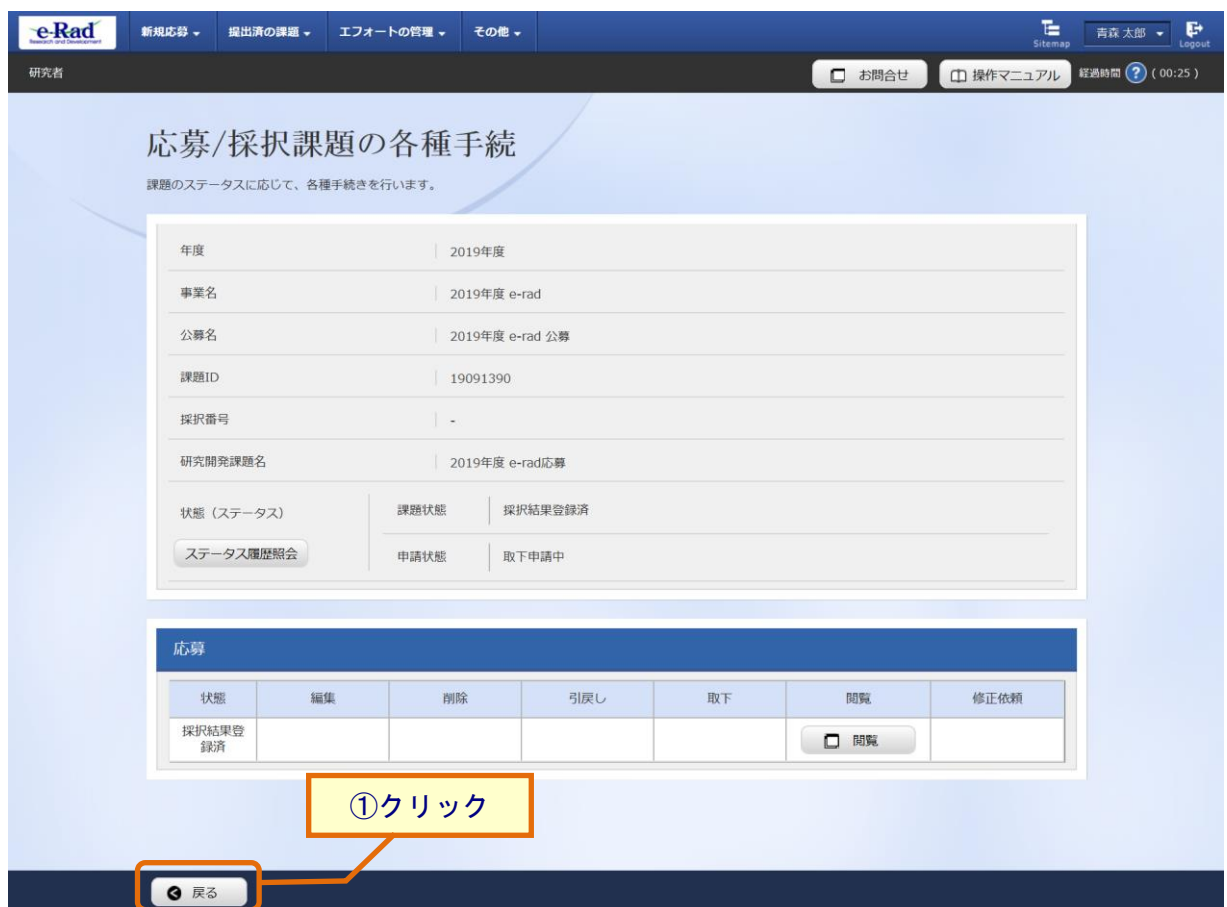 e-Rad 新規応募 提出済の課題 エフォートの管理 その他 Sitemap 青森 太郎 Logout
Research and Development
研究者 お問合せ 操作マニュアル 経過時間 ? ( 00:25 )
応募/採択課題の各種手続
課題のステータスに応じて、各種手続きを行います。
年度 2019年度
事業名 2019年度 e-rad
公募名 2019年度 e-rad 公募
課題ID 19091390
採択番号 -
研究開発課題名 2019年度 e-rad応募
状態（ステータス） 課題状態 採択結果登録済
ステータス履歴照会 申請状態 取下申請中
応募
状態 編集 削除 引戻し 取下 閲覧 修正依頼
採択結果登
録済 閲覧
①クリック
戻る